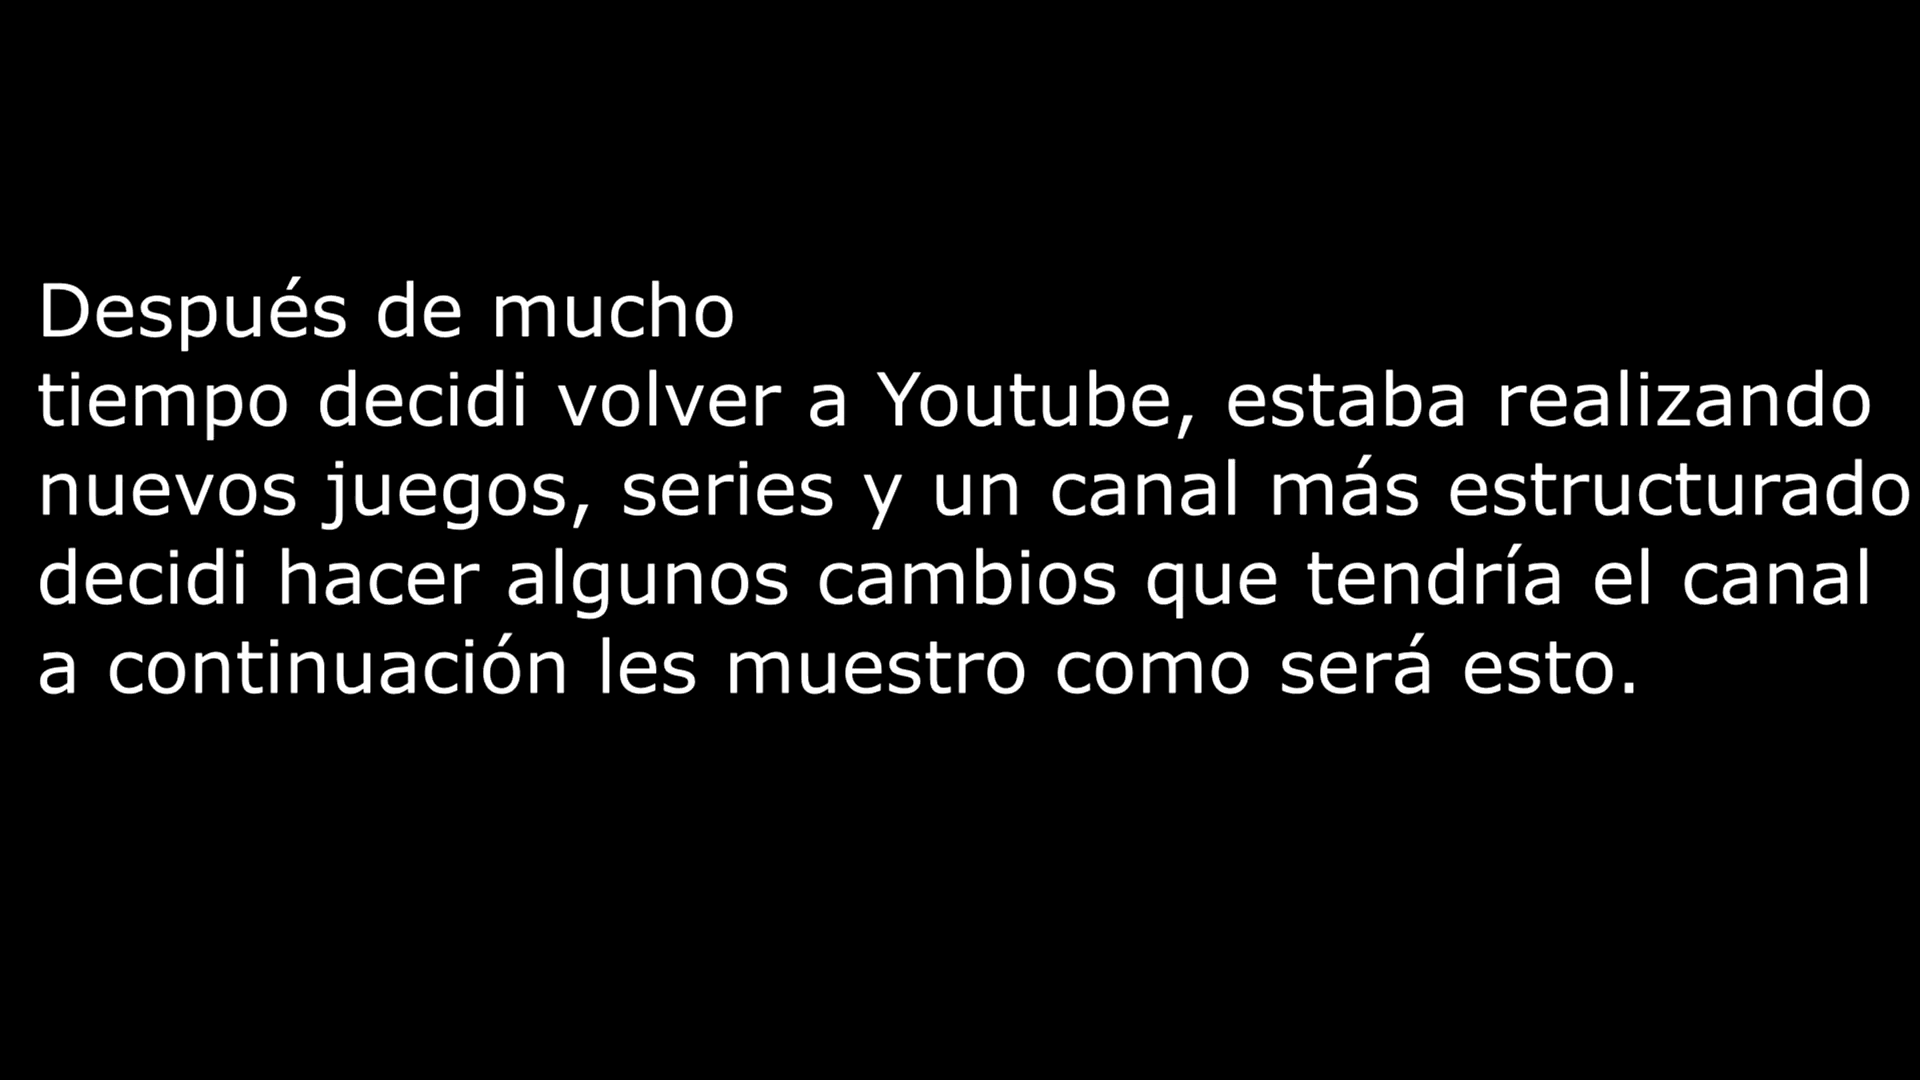 Después de mucho
tiempo decidi volver a Youtube, estaba realizando
nuevos juegos, series y un canal más estructurado
decidi hacer algunos cambios que tendría el canal
a continuación les muestro como será esto.